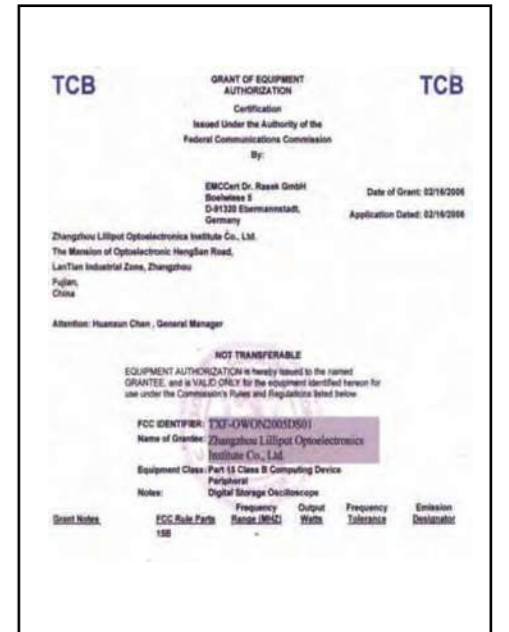 TCB
GRANT OF EQUIPMENT
AUTHORIZATION
TCB
Certification
Issued Under the Authority of the
Federal Communications Commission
By:
EMCCert Dr. Rasek GmbH
Boelwiese 5
D-91320 Ebermannstadt,
Germany
Date of Grant: 02/16/2006
Application Dated: 02/16/2006
Zhangzhou Lilliput Optoelectronics Institute Co., Ltd.
The Mansion of Optoelectronic HengSan Road,
LanTian Industrial Zone, Zhangzhou
Fujian,
China
Attention: Huansun Chen , General Manager
NOT TRANSFERABLE
EQUIPMENT AUTHORIZATION is hereby issued to the named
GRANTEE, and is VALID ONLY for the equipment identified hereon for
use under the Commission's Rules and Regulations listed below.
FCC IDENTIFIER: TXF-OWON2005DS01
Name of Grantee: Zhangzhou Lilliput Optoelectronics
Institute Co., Ltd.
Equipment Class: Part 15 Class B Computing Device
Peripheral
Notes: Digital Storage Oscilloscope
Grant Notes FCC Rule Parts Frequency Range (MHZ) Output Watts Frequency Tolerance Emission Designator
15B -